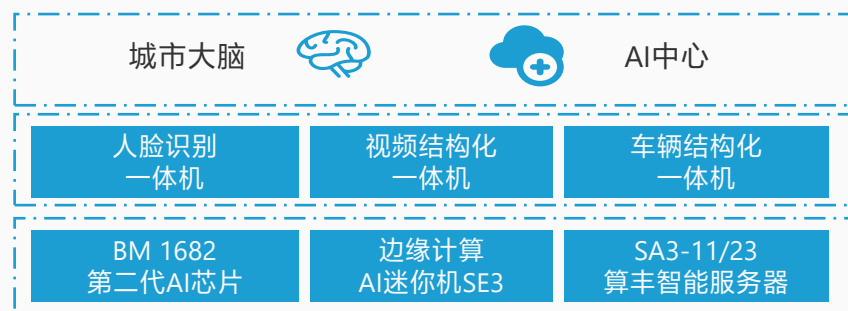 城市大脑
AI中心
人脸识别
一体机
视频结构化
一体机
车辆结构化
一体机
BM 1682
第二代AI芯片
边缘计算
AI迷你机SE3
SA3-11/23
算丰智能服务器